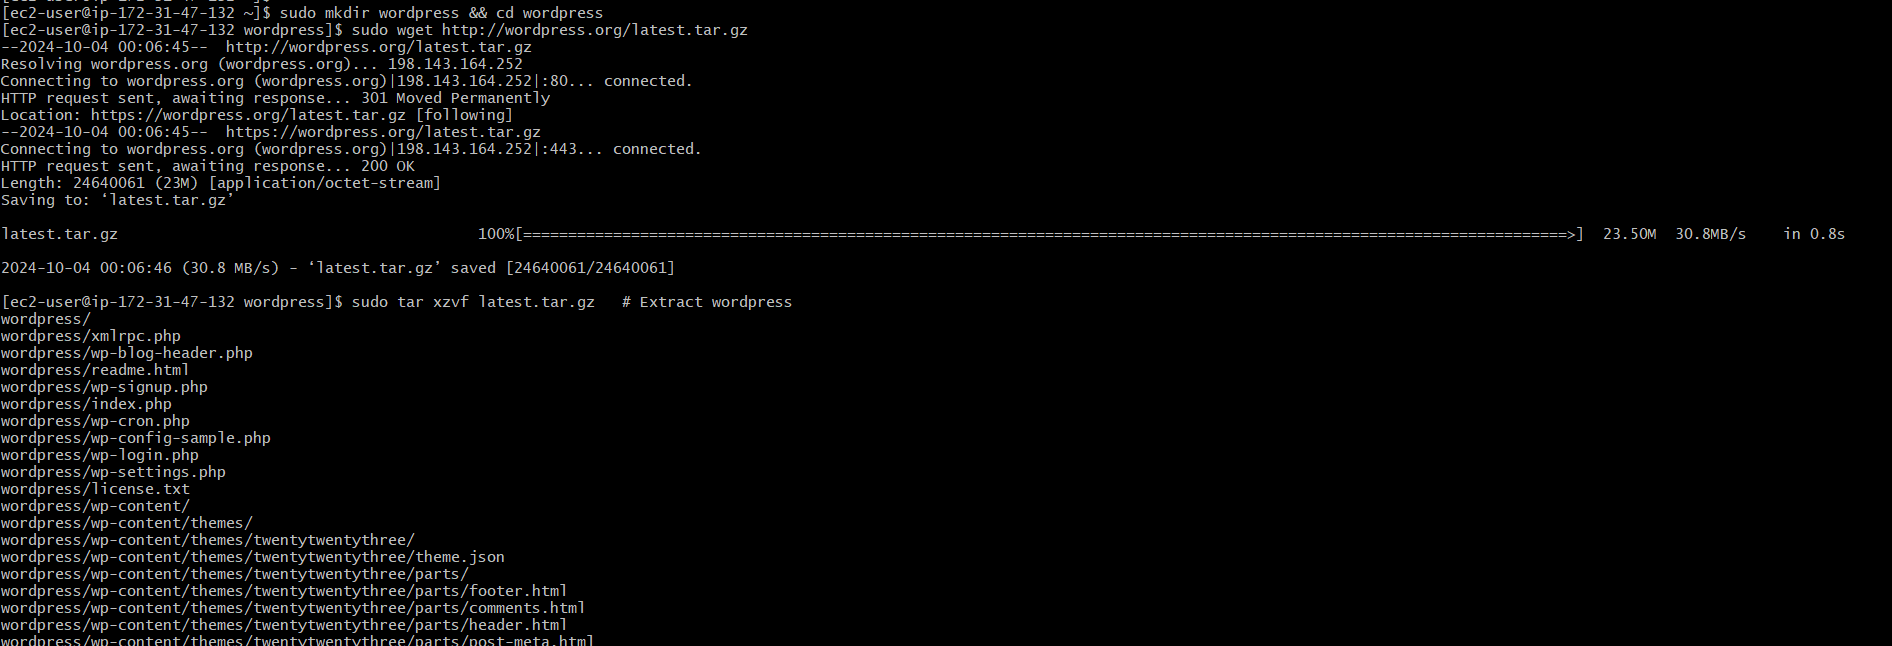 [ec2-user@ip-172-31-47-132 ~]$ sudo mkdir wordpress && cd wordpress
[ec2-user@ip-172-31-47-132 wordpress]$ sudo wget http://wordpress.org/latest.tar.gz
--2024-10-04 00:06:45--  http://wordpress.org/latest.tar.gz
Resolving wordpress.org (wordpress.org)... 198.143.164.252
Connecting to wordpress.org (wordpress.org)|198.143.164.252|:80... connected.
HTTP request sent, awaiting response... 301 Moved Permanently
Location: https://wordpress.org/latest.tar.gz [following]
--2024-10-04 00:06:45--  https://wordpress.org/latest.tar.gz
Connecting to wordpress.org (wordpress.org)|198.143.164.252|:443... connected.
HTTP request sent, awaiting response... 200 OK
Length: 24640061 (23M) [application/octet-stream]
Saving to: ‘latest.tar.gz’
latest.tar.gz 100%[====================================================================================================================>] 23.50M 30.8MB/s in 0.8s
2024-10-04 00:06:46 (30.8 MB/s) - ‘latest.tar.gz’ saved [24640061/24640061]
[ec2-user@ip-172-31-47-132 wordpress]$ sudo tar xzvf latest.tar.gz   # Extract wordpress
wordpress/
wordpress/xmlrpc.php
wordpress/wp-blog-header.php
wordpress/readme.html
wordpress/wp-signup.php
wordpress/index.php
wordpress/wp-cron.php
wordpress/wp-config-sample.php
wordpress/wp-login.php
wordpress/wp-settings.php
wordpress/license.txt
wordpress/wp-content/
wordpress/wp-content/themes/
wordpress/wp-content/themes/twentytwentythree/
wordpress/wp-content/themes/twentytwentythree/theme.json
wordpress/wp-content/themes/twentytwentythree/parts/
wordpress/wp-content/themes/twentytwentythree/parts/footer.html
wordpress/wp-content/themes/twentytwentythree/parts/comments.html
wordpress/wp-content/themes/twentytwentythree/parts/header.html
wordpress/wp-content/themes/twentytwentythree/parts/post-meta.html